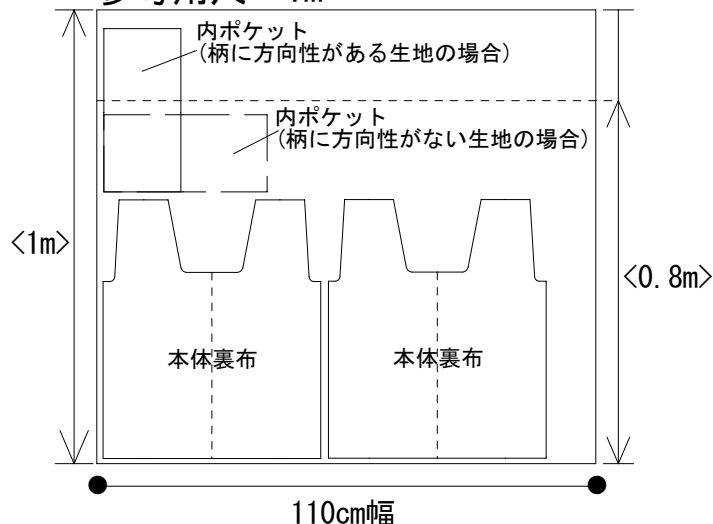 内ポケット
(柄に方向性がある生地の場合)
内ポケット
(柄に方向性がない生地の場合)
<1m>
<0.8m>
本体裏布
本体裏布
110cm幅